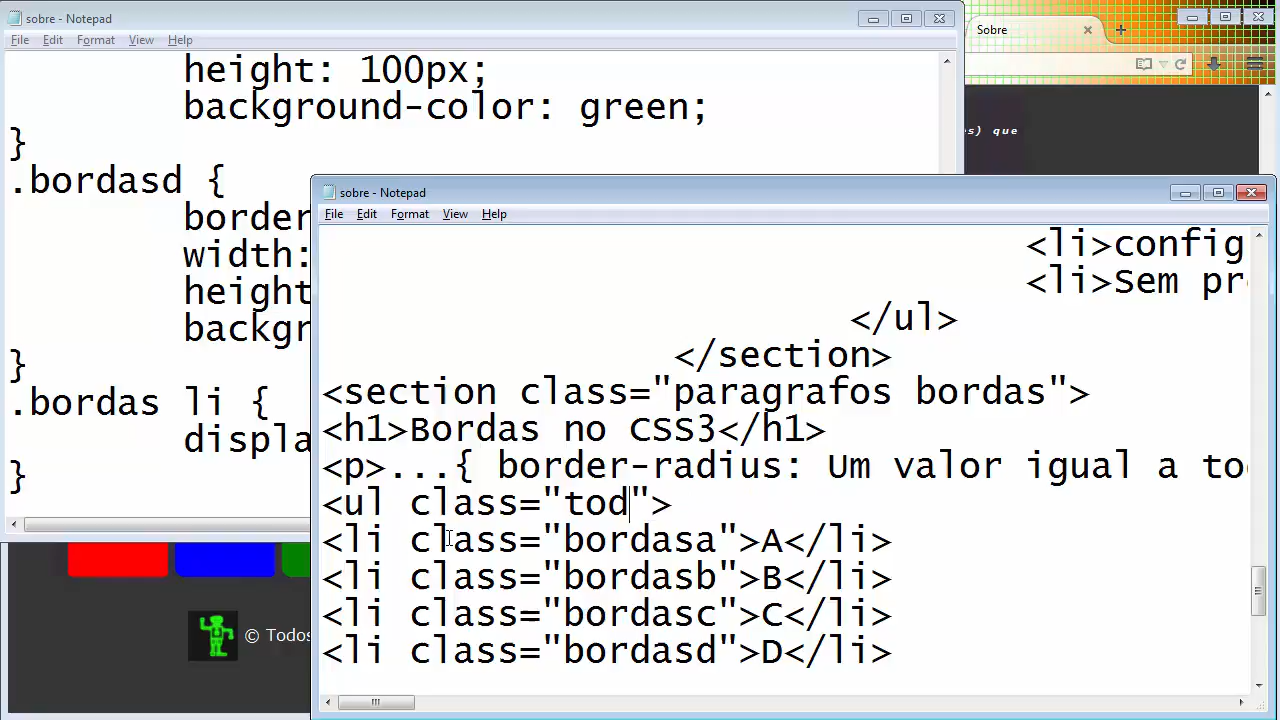 sobre - Notepad
File Edit Format View Help
height: 100px;
background-color: green;
}
.bordasd {
border
width:
height
backgr
}
.bordas li {
displa
}
Sobre
s) que
sobre - Notepad
File Edit Format View Help
<li>config
<li>Sem pr
</ul>
</section>
<section class="paragrafos bordas">
<h1>Bordas no CSS3</h1>
<p>...{ border-radius: Um valor igual a to
<ul class="tod">
<li class="bordasa">A</li>
<li class="bordasb">B</li>
<li class="bordasc">C</li>
<li class="bordasd">D</li>
© Todos